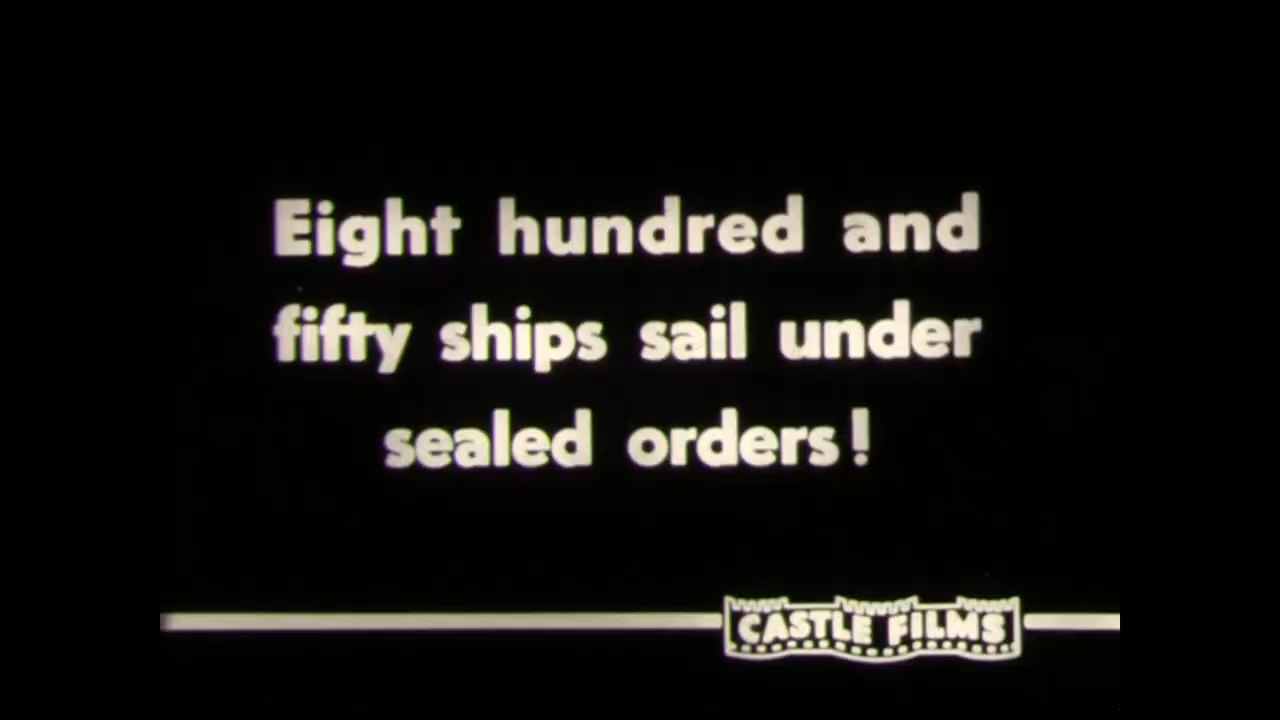 Eight hundred and
fifty ships sail under
sealed orders!
CASTLE FILMS